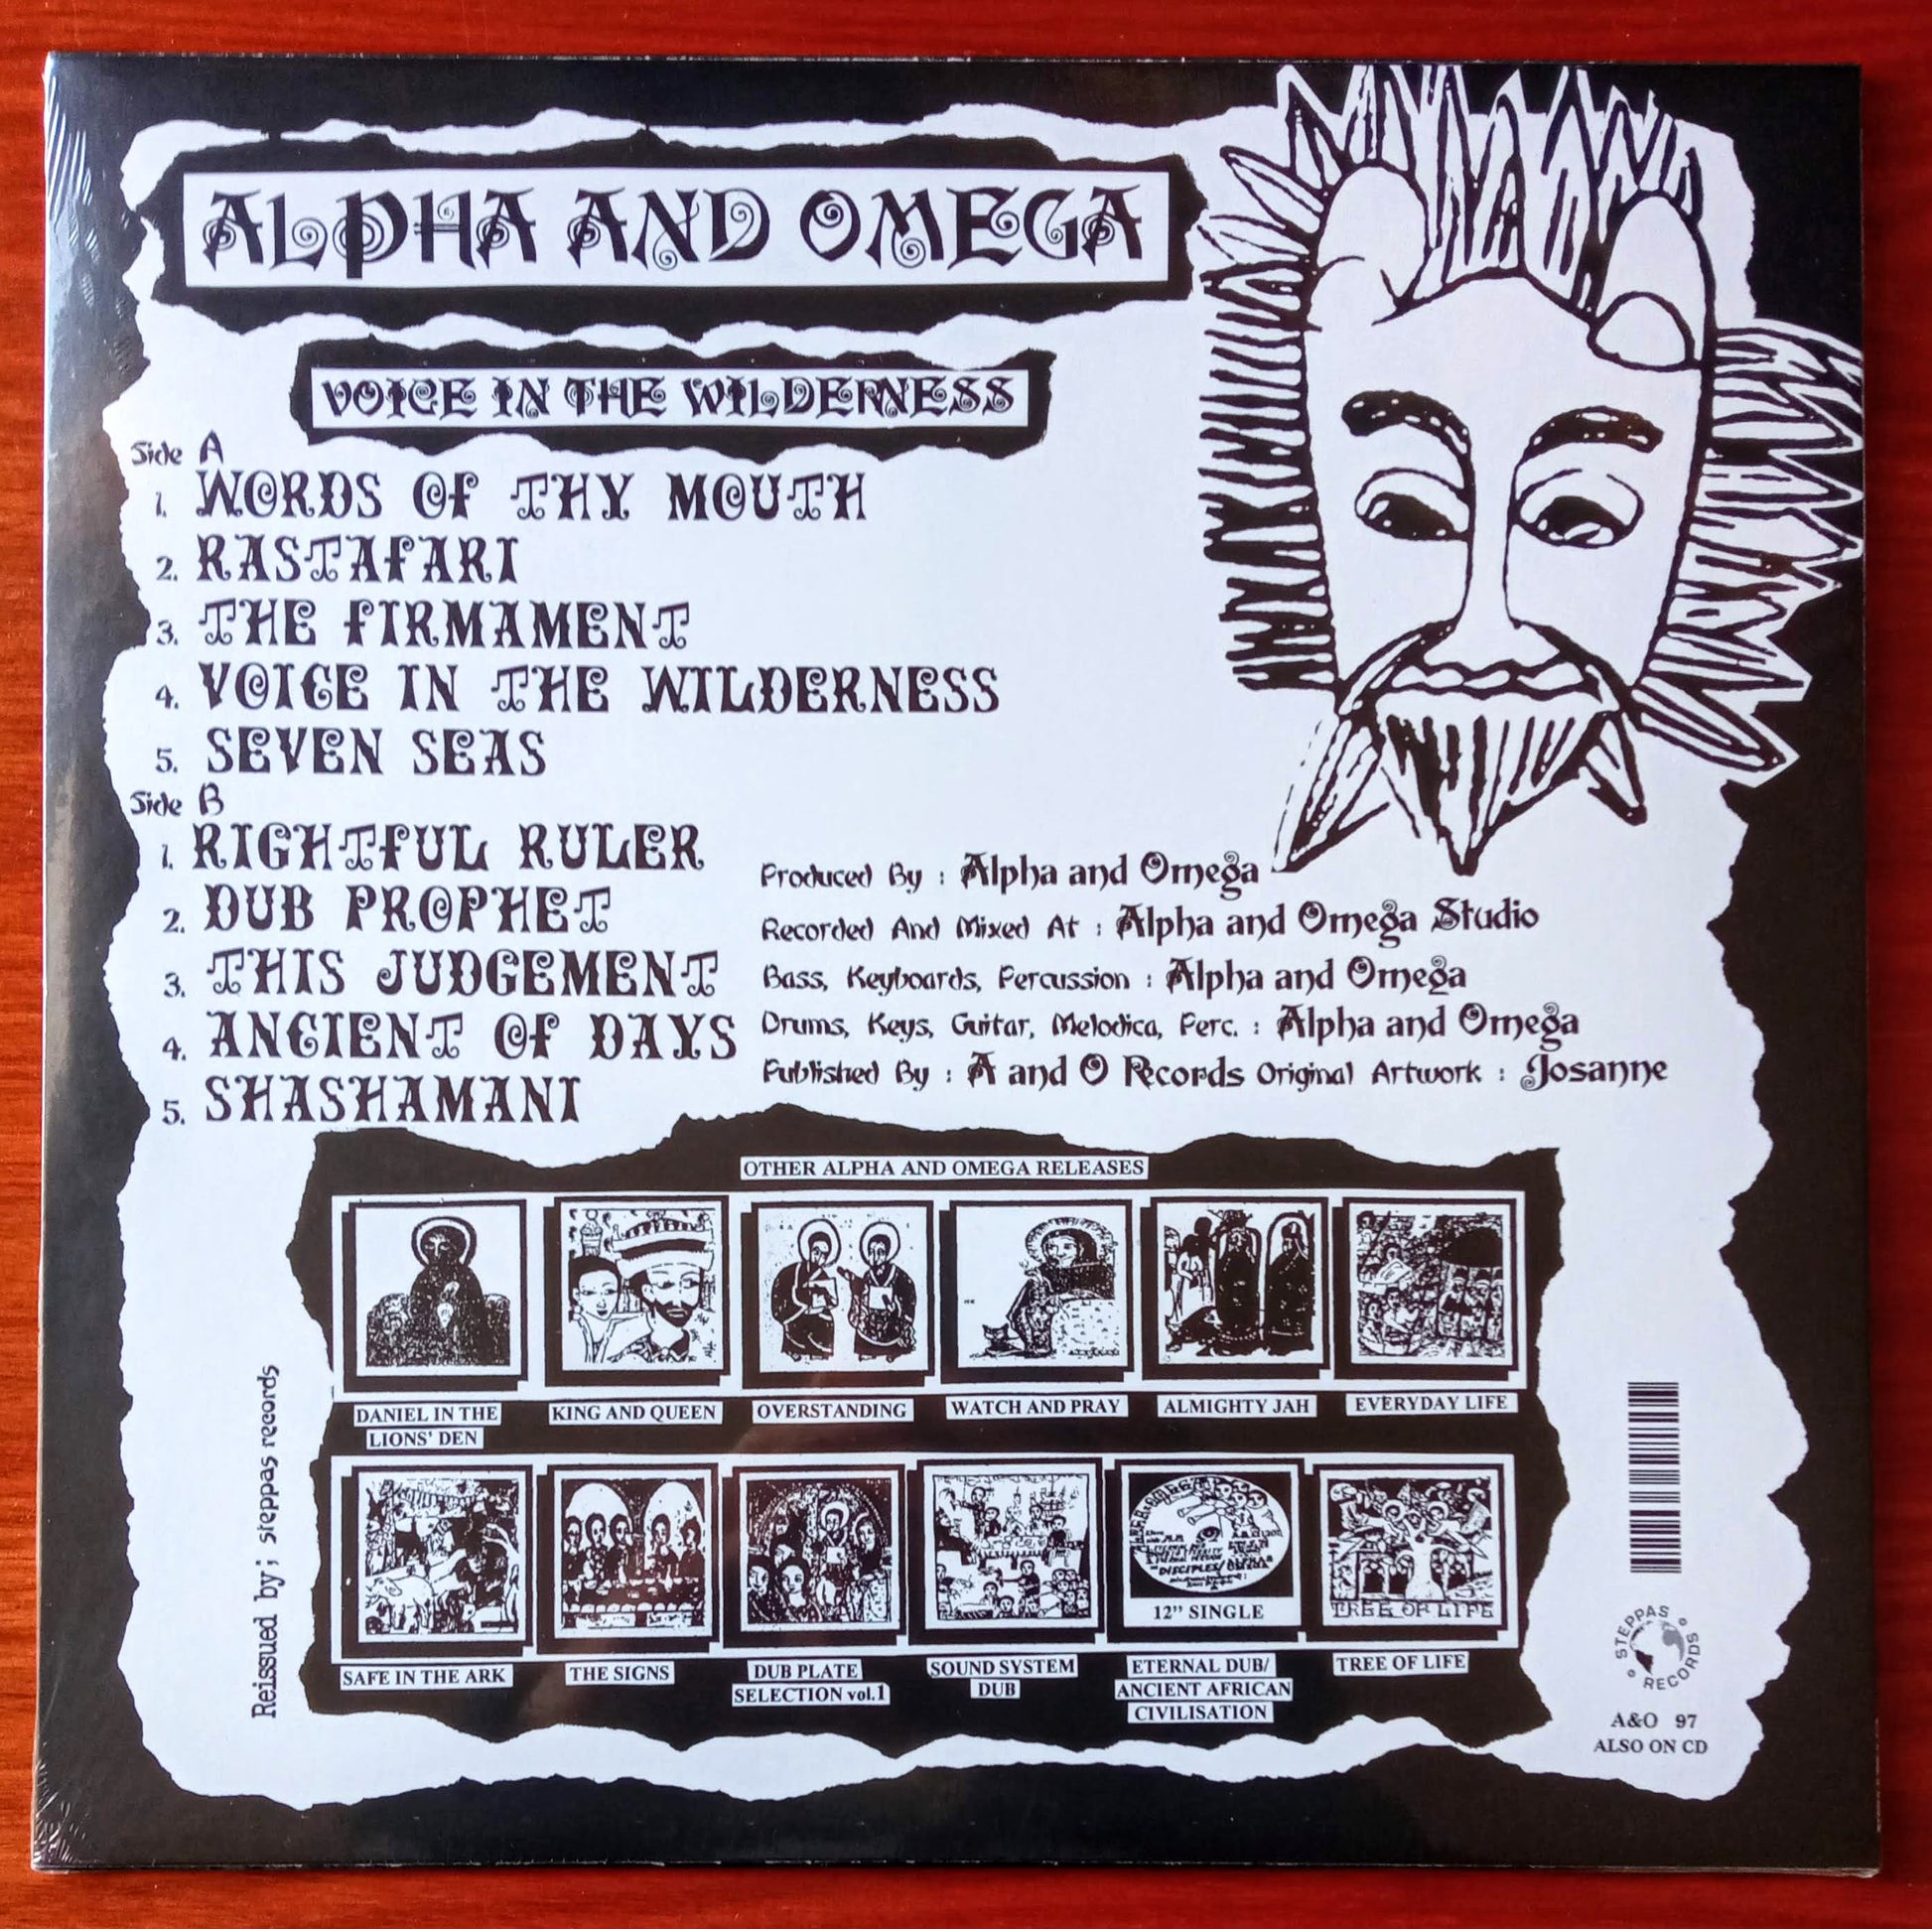 ALPHA AND OMEGA
VOICE IN THE WILDERNESS
Side A
1. WORDS OF THY MOUTH
2. RASTAFARI
3. THE FIRMAMENT
4. VOICE IN THE WILDERNESS
5. SEVEN SEAS
Side B
1. RIGHTFUL RULER
2. DUB PROPHET
3. THIS JUDGEMENT
4. ANCIENT OF DAYS
5. SHASHAMANI
Produced By : Alpha and Omega
Recorded And Mixed At : Alpha and Omega Studio
Bass, Keyboards, Percussion : Alpha and Omega
Drums, Keys, Guitar, Melodica, Perc. : Alpha and Omega
Published By : A and O Records Original Artwork : Josanne
OTHER ALPHA AND OMEGA RELEASES
DANIEL IN THE
LIONS' DEN
KING AND QUEEN
OVERSTANDING
WATCH AND PRAY
ALMIGHTY JAH
EVERYDAY LIFE
DISCIPLES/
12" SINGLE
TREE OF LIFE
SAFE IN THE ARK
THE SIGNS
DUB PLATE
SELECTION vol.1
SOUND SYSTEM
DUB
ETERNAL DUB/
ANCIENT AFRICAN
CIVILISATION
TREE OF LIFE
Reissued by; steppas records
STEPPAS RECORDS
A&O 97
ALSO ON CD